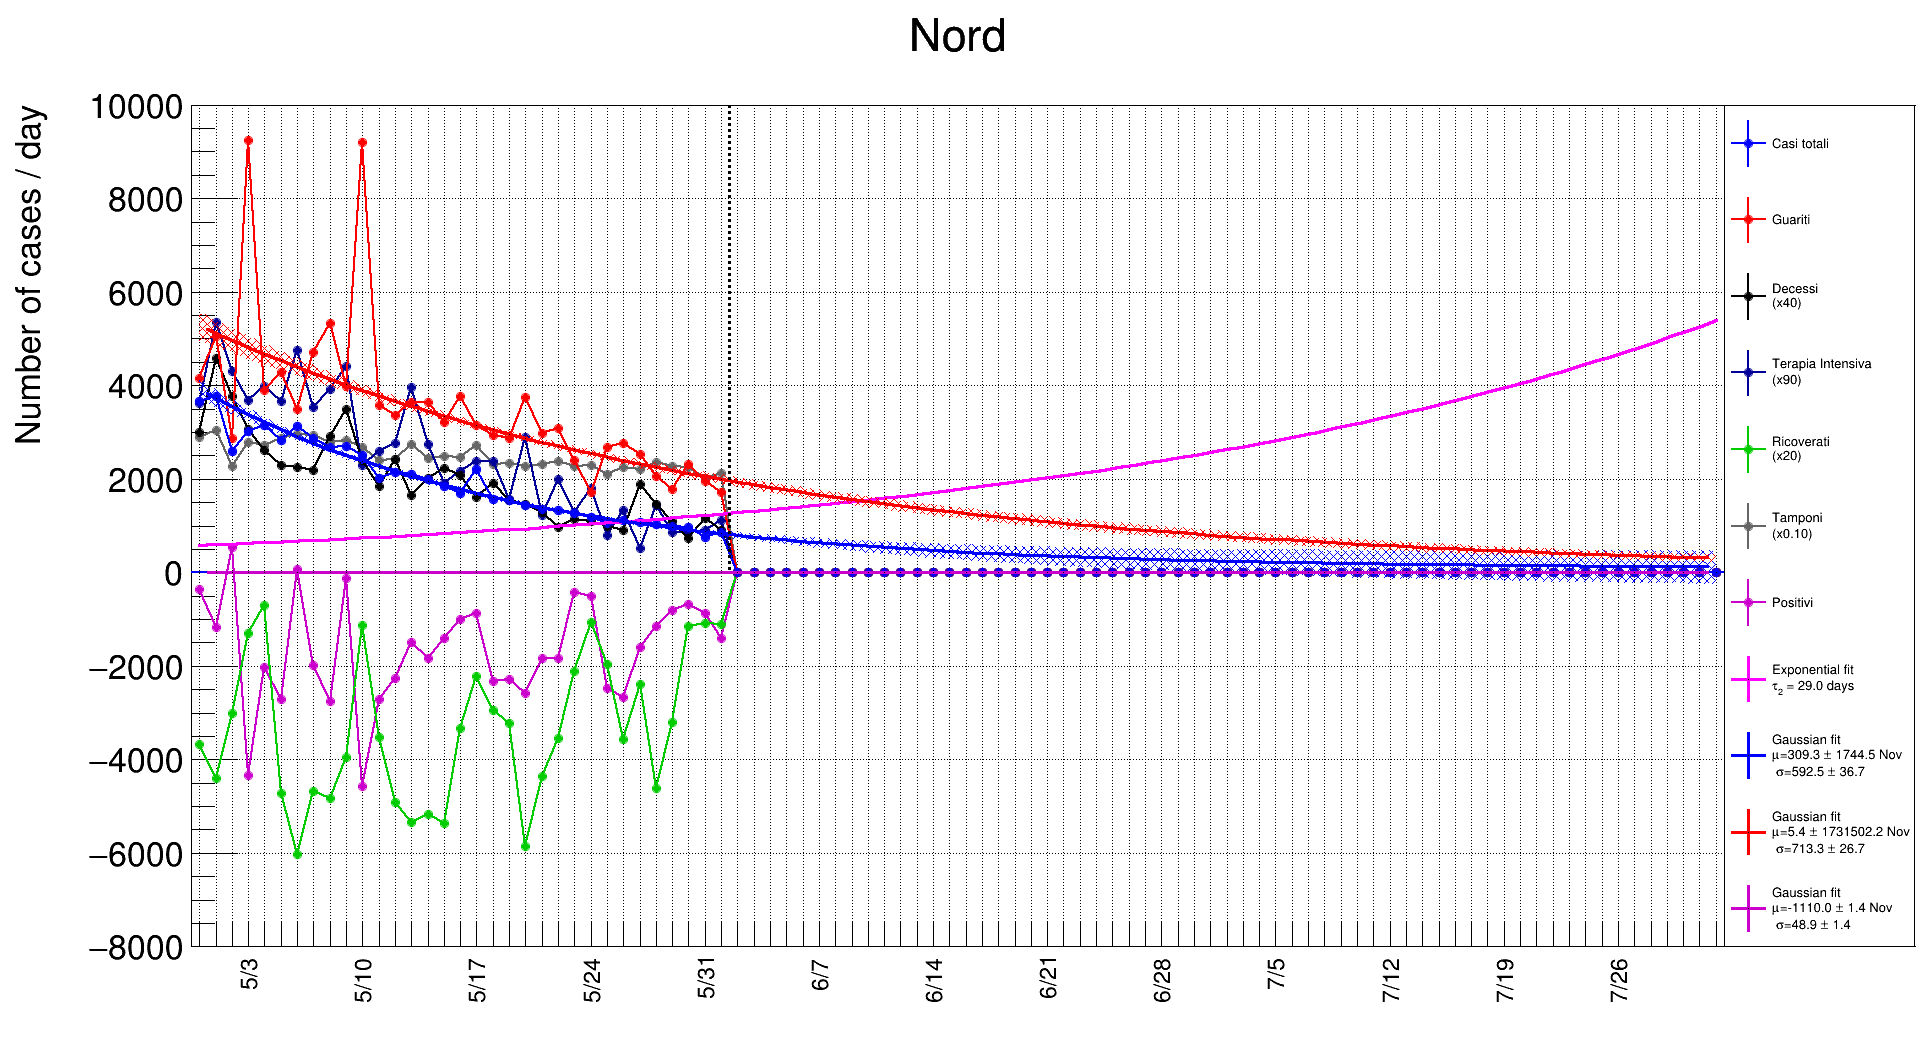 Nord
Number of cases / day
10000
8000
6000
4000
2000
0
−2000
−4000
−6000
−8000
5/3
5/10
5/17
5/24
5/31
6/7
6/14
6/21
6/28
7/5
7/12
7/19
7/26
Casi totali
Guariti
Decessi
(x40)
Terapia Intensiva
(x90)
Ricoverati
(x20)
Tamponi
(x0.10)
Positivi
Exponential fit
τ2 = 29.0 days
Gaussian fit
μ=309.3 ± 1744.5 Nov
σ=592.5 ± 36.7
Gaussian fit
μ=5.4 ± 1731502.2 Nov
σ=713.3 ± 26.7
Gaussian fit
μ=-1110.0 ± 1.4 Nov
σ=48.9 ± 1.4